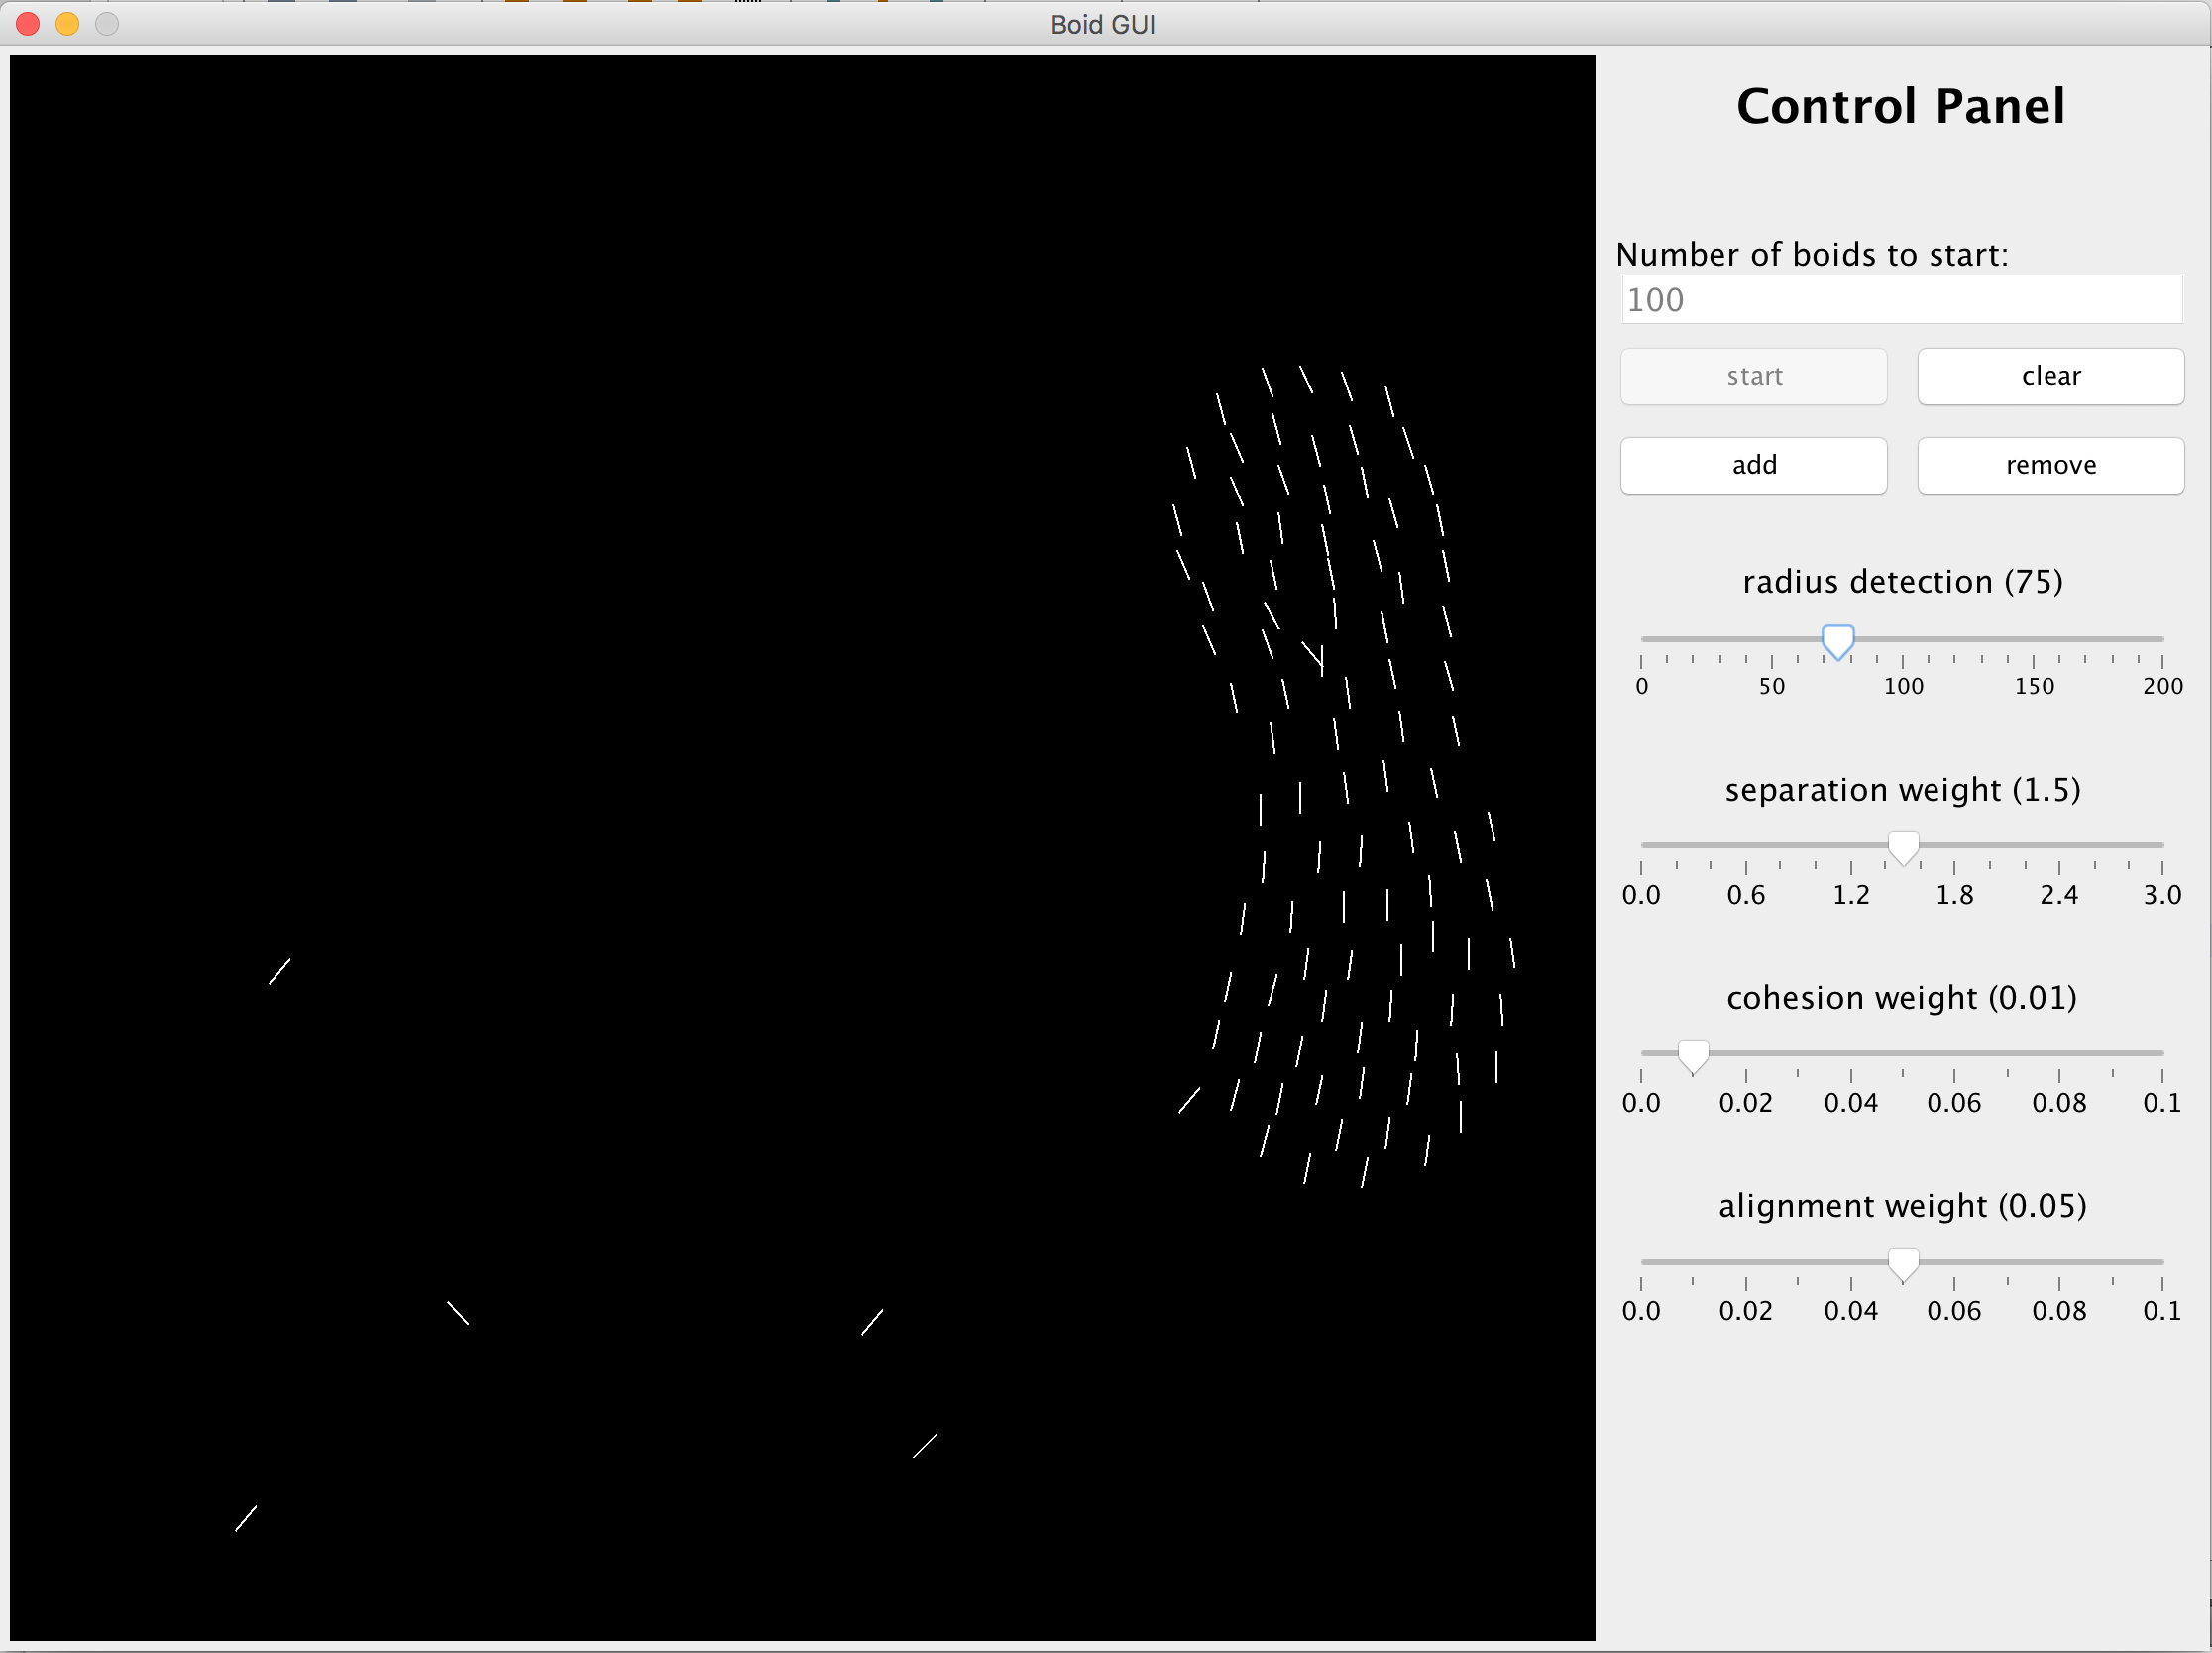 Boid GUI
Control Panel
Number of boids to start:
100
start clear
add remove
radius detection (75)
0 50 100 150 200
separation weight (1.5)
0.0 0.6 1.2 1.8 2.4 3.0
cohesion weight (0.01)
0.0 0.02 0.04 0.06 0.08 0.1
alignment weight (0.05)
0.0 0.02 0.04 0.06 0.08 0.1